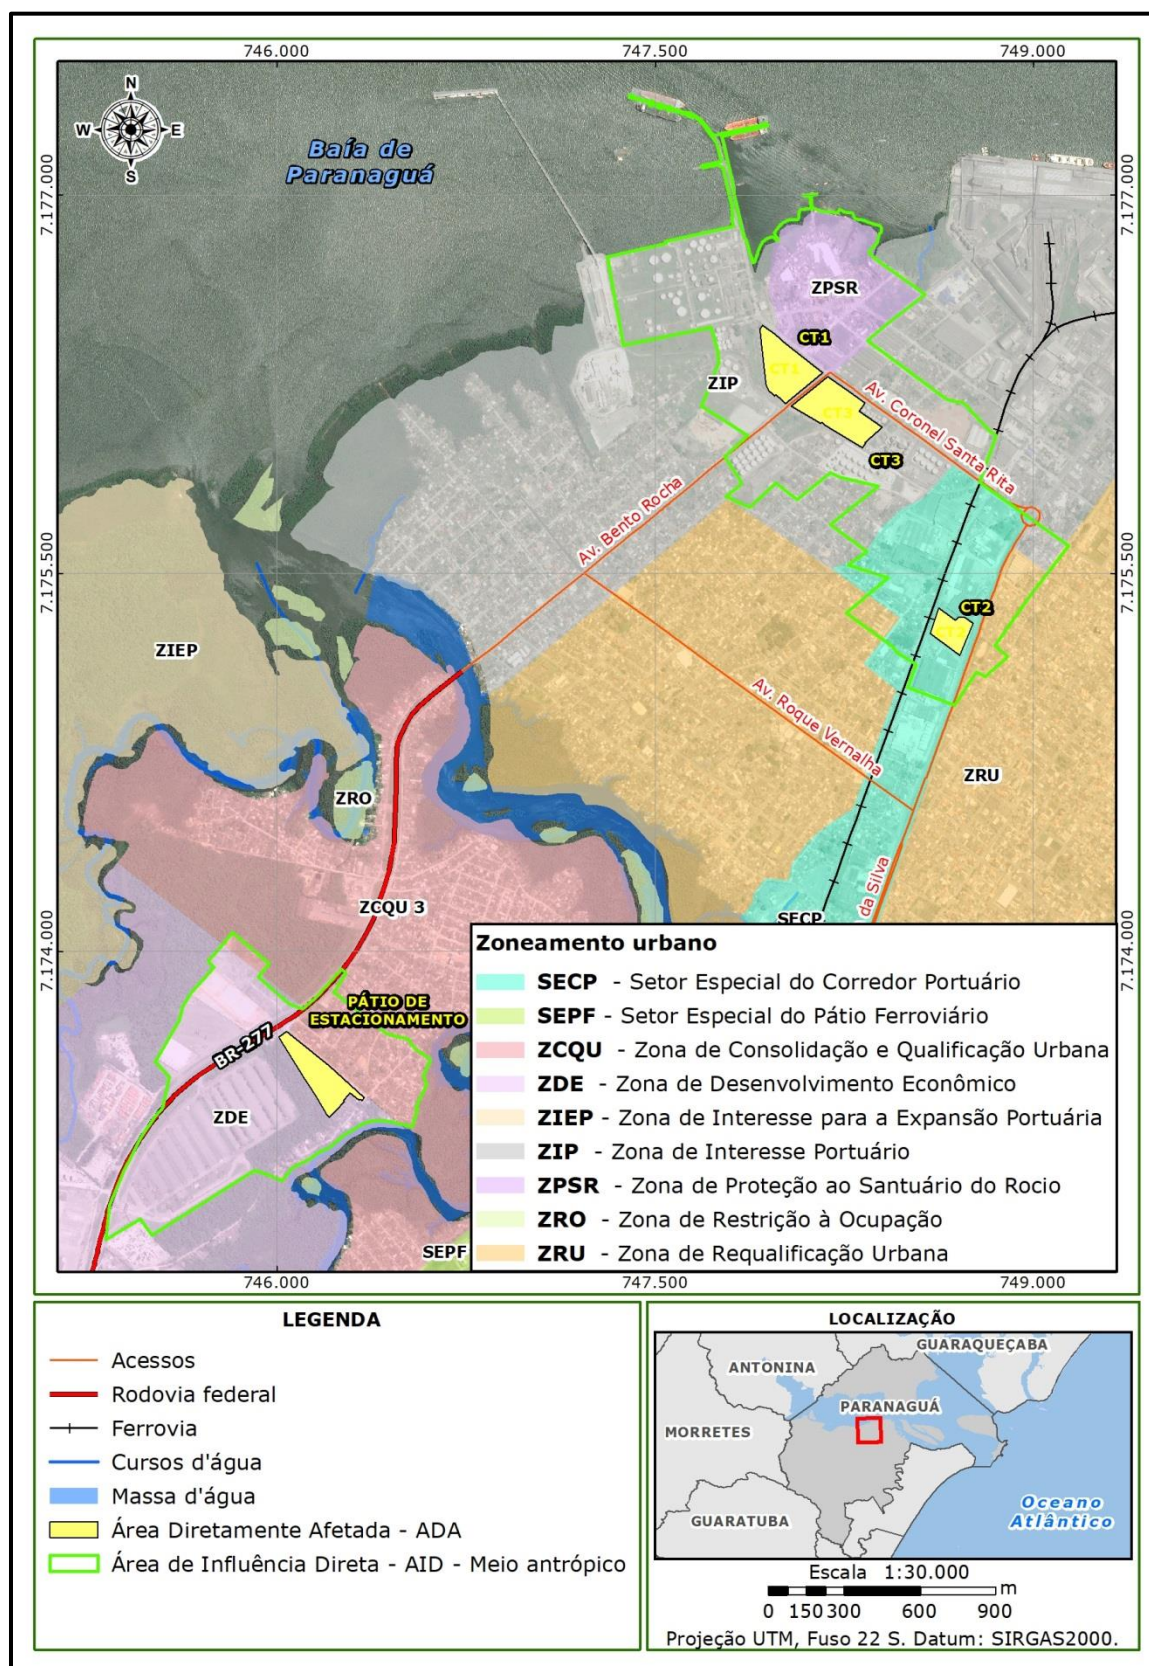 746.000
747.500
749.000
N
W
E
S
Baía de
Paranaguá
7.177.000
7.177.000
ZPSR
CT1
CT1
ZIP
CT3
Av. Coronel Santa Rita
CT3
Av. Bento Rocha
7.175.500
7.175.500
CT2
CT2
ZIEP
Av. Roque Vernalha
ZRU
ZRO
da Silva
ZCQU 3
SECP
7.174.000
7.174.000
PÁTIO DE
ESTACIONAMENTO
BR-277
ZDE
SEPF
Zoneamento urbano
SECP - Setor Especial do Corredor Portuário
SEPF - Setor Especial do Pátio Ferroviário
ZCQU - Zona de Consolidação e Qualificação Urbana
ZDE - Zona de Desenvolvimento Econômico
ZIEP - Zona de Interesse para a Expansão Portuária
ZIP - Zona de Interesse Portuário
ZPSR - Zona de Proteção ao Santuário do Rocio
ZRO - Zona de Restrição à Ocupação
ZRU - Zona de Requalificação Urbana
746.000
747.500
749.000
LEGENDA
Acessos
Rodovia federal
Ferrovia
Cursos d'água
Massa d'água
Área Diretamente Afetada - ADA
Área de Influência Direta - AID - Meio antrópico
LOCALIZAÇÃO
GUARAQUEÇABA
ANTONINA
PARANAGUÁ
MORRETES
GUARATUBA
Oceano
Atlântico
Escala 1:30.000
m
0 150 300 600 900
Projeção UTM, Fuso 22 S. Datum: SIRGAS2000.